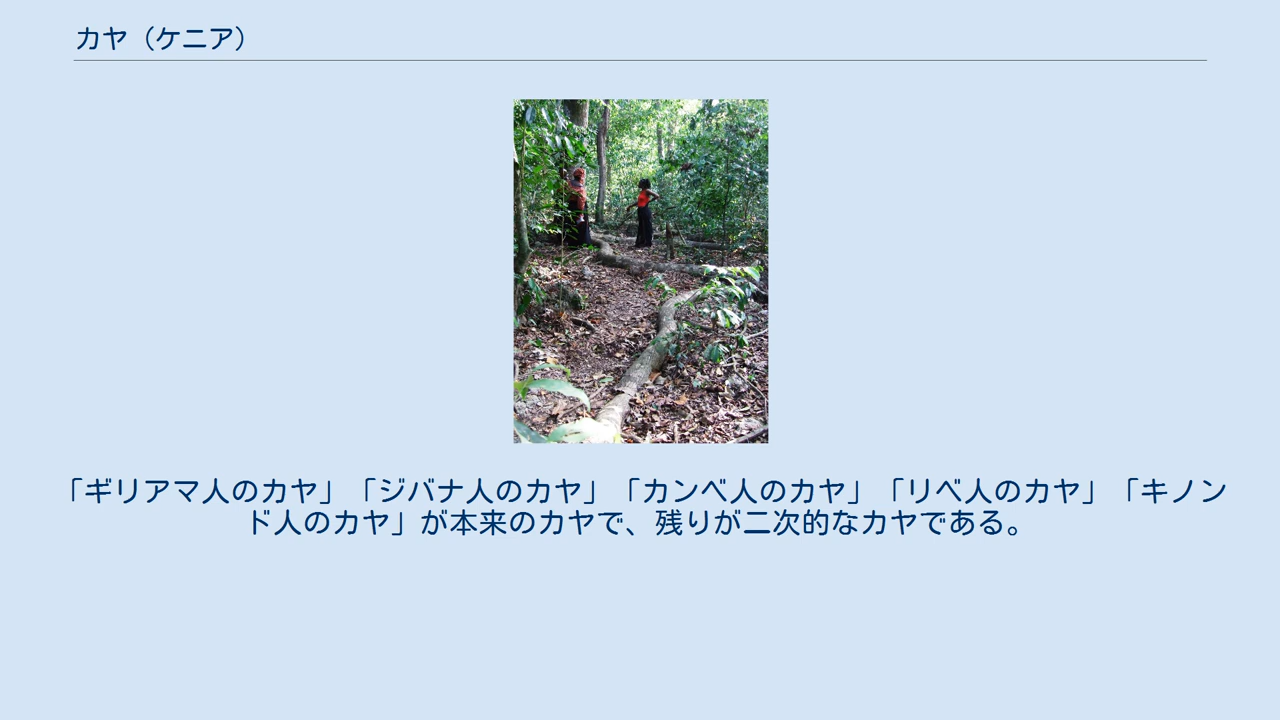 カヤ（ケニア）
「ギリアマ人のカヤ」「ジバナ人のカヤ」「カンベ人のカヤ」「リベ人のカヤ」「キノン
ド人のカヤ」が本来のカヤで、残りが二次的なカヤである。